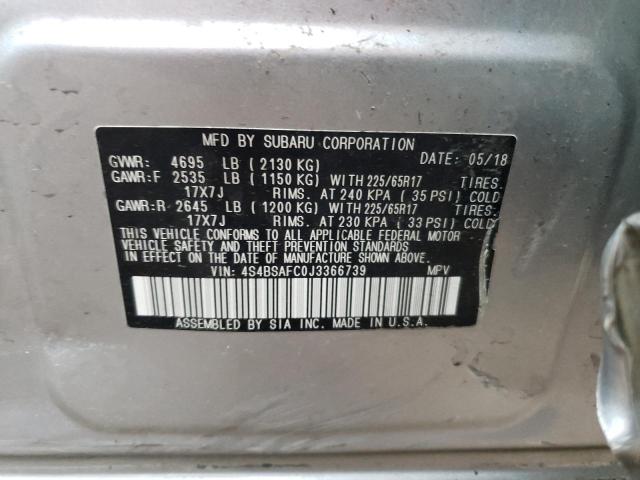 MFD BY SUBARU CORPORATION
GVWR: 4695 LB ( 2130 KG) DATE: 05/18
GAWR:F 2535 LB ( 1150 KG) WITH 225/65R17 TIRES.
17X7J RIMS. AT 240 KPA ( 35 PSI) COLD
GAWR:R 2645 LB ( 1200 KG) WITH 225/65R17 TIRES.
17X7J RIMS. AT 230 KPA ( 33 PSI) COLD
THIS VEHICLE CONFORMS TO ALL APPLICABLE FEDERAL MOTOR
VEHICLE SAFETY AND THEFT PREVENTION STANDARDS
IN EFFECT ON THE DATE OF MANUFACTURE SHOWN ABOVE.
VIN: 4S4BSAFC0J3366739 MPV
ASSEMBLED BY SIA INC. MADE IN U.S.A.